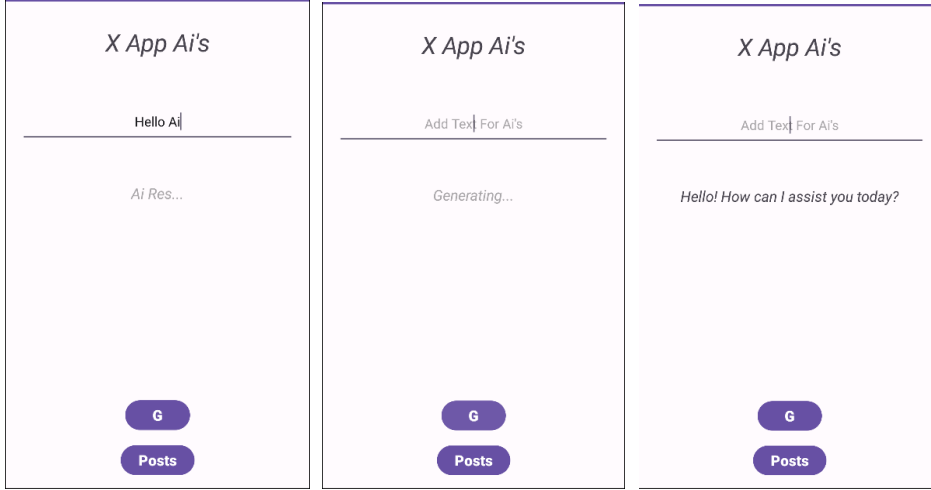 X App Ai's
Hello Ai
Ai Res...
G
Posts
X App Ai's
Add Text For Ai's
Generating...
G
Posts
X App Ai's
Add Text For Ai's
Hello! How can I assist you today?
G
Posts